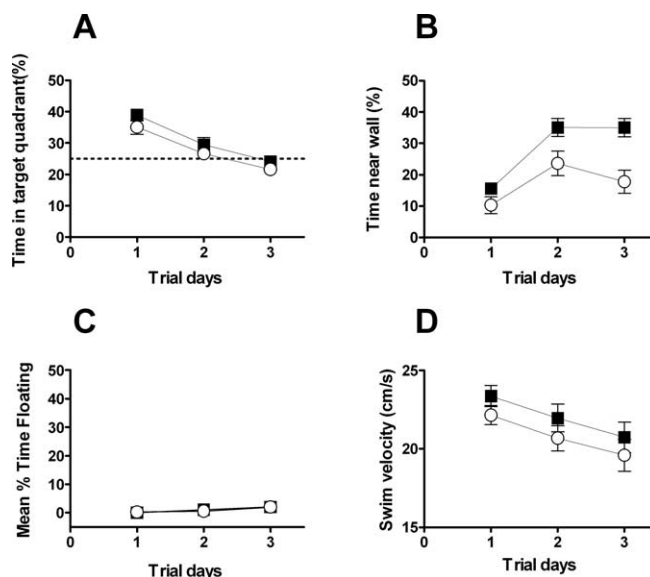 A
Time in target quadrant(%)
50
40
30
20
10
0
0 1 2 3
Trial days
B
Time near wall (%)
50
40
30
20
10
0
0 1 2 3
Trial days
C
Mean % Time Floating
50
40
30
20
10
0
0 1 2 3
Trial days
D
Swim velocity (cm/s)
25
20
15
0 1 2 3
Trial days